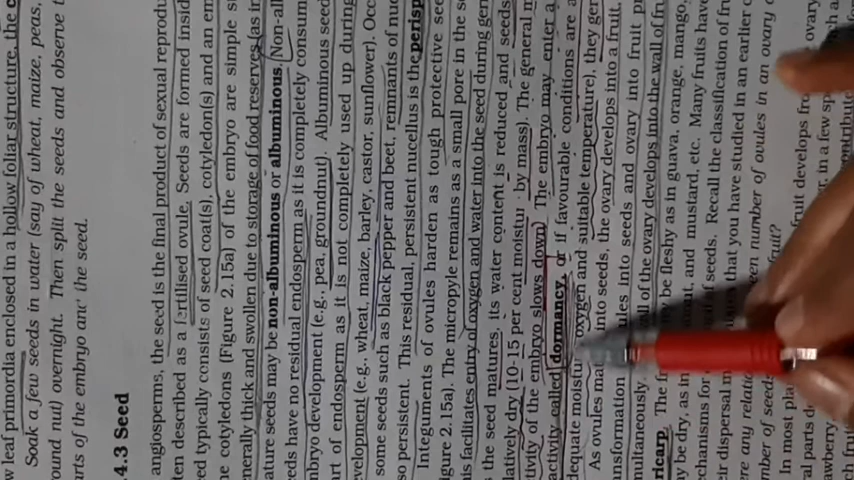 w leaf primordia enclosed in a hollow foliar structure, the
Soak a few seeds in water (say of wheat, maize, peas,
ound nut) overnight. Then split the seeds and observe
arts of the embryo and the seed.
.4.3 Seed
angiosperms, the seed is the final product of sexual reprodu
ten described as a fertilised ovule. Seeds are formed insid
eed typically consists of seed coat(s), cotyledon(s) and an em
he cotyledons (Figure 2.15a) of the embryo are simple
enerally thick and swollen due to storage of food reserves (as in
ature seeds may be non-albuminous or albuminous. Non-al
eds have no residual endosperm as it is completely consum
mbryo development (e.g., pea, groundnut). Albuminous seed
art of endosperm as it is not completely used up during
evelopment (e.g., wheat, maize, barley, castor, sunflower). Occ
some seeds such as black pepper and beet, remnants of nuc
so persistent. This residual, persistent nucellus is the perisp
Integuments of ovules harden as tough protective see
igure 2.15a). The micropyle remains as a small pore in the se
his facilitates entry of oxygen and water into the seed during ger
s the seed matures, its water content is reduced and seeds
latively dry (10-15 per cent moistu by mass). The general m
tivity of the embryo slows down. The embryo may enter a
activity called dormancy, or if favourable conditions are a
dequate moistu oxygen and suitable temperature), they ger
As ovules ma into seeds, the ovary develops into a fruit,
ansformation ules into seeds and ovary into fruit pr
multaneously. all of the ovary develops into the wall of fr
ricarp. The fr be fleshy as in guava, orange, mango,
ay be dry, as in ut, and mustard, etc. Many fruits have
echanisms for of seeds. Recall the classification of fru
eir dispersal m s that you have studied in an earlier c
ere any relatio een number of ovules in an ovary
mber of seeds fruit?
In most pla fruit develops fro ovary
ral parts d in a few